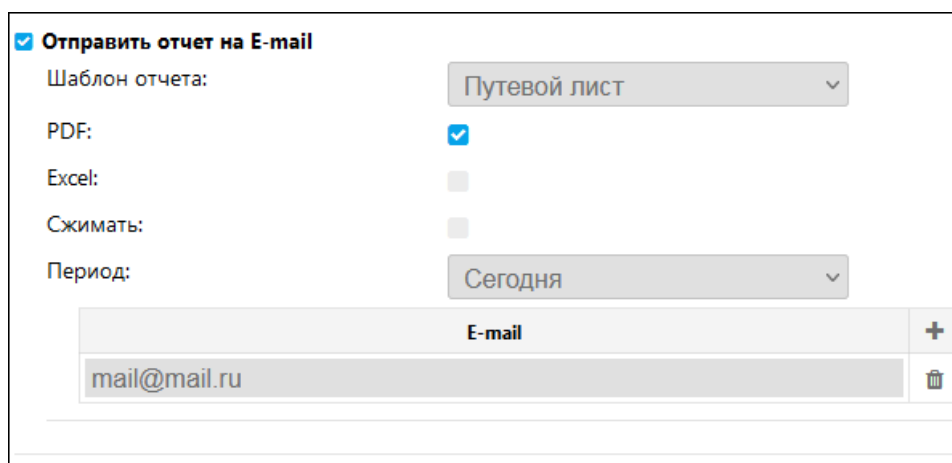 Отправить отчет на E-mail
Шаблон отчета: Путевой лист
PDF:
Excel:
Сжимать:
Период: Сегодня
E-mail
mail@mail.ru